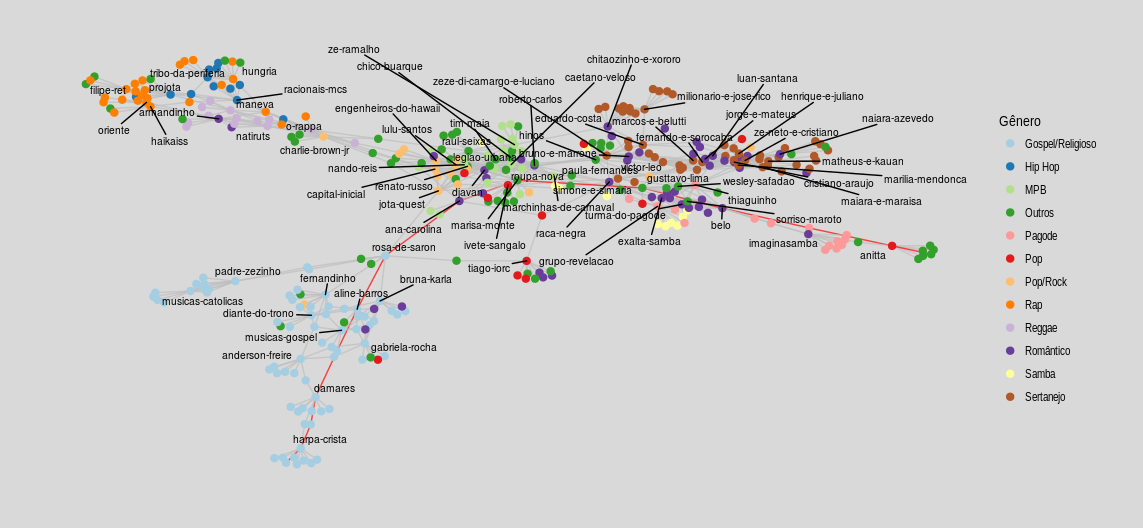 ze-ramalho
chico-buarque
chitaozinho-e-xororo
zeze-di-camargo-e-luciano
caetano-veloso
luan-santana
tribo-da-periferia
hungria
filipe-ret
projota
racionais-mcs
roberto-carlos
milionario-e-jose-rico
henrique-e-juliano
maneva
armandinho
engenheiros-do-hawaii
eduardo-costa
jorge-e-mateus
naiara-azevedo
oriente
haikaiss
natiruts
o-rappa
lulu-santos
tim-maia
hinos
marcos-e-belutti
fernando-e-sorocaba
ze-neto-e-cristiano
charlie-brown-jr
raul-seixas
legiao-urbana
bruno-e-marrone
matheus-e-kauan
nando-reis
roupa-nova
paula-fernandes
victor-leo
gusttavo-lima
wesley-safadao
cristiano-araujo
marilia-mendonca
capital-inicial
renato-russo
djavan
simone-e-simaria
maiara-e-maraisa
jota-quest
marisa-monte
marchinhas-de-carnaval
thiaguinho
turma-do-pagode
sorriso-maroto
ana-carolina
raca-negra
belo
rosa-de-saron
ivete-sangalo
exalta-samba
imaginasamba
anitta
padre-zezinho
tiago-iorc
grupo-revelacao
fernandinho
bruna-karla
musicas-catolicas
aline-barros
diante-do-trono
musicas-gospel
gabriela-rocha
anderson-freire
damares
harpa-crista
Gênero
Gospel/Religioso
Hip Hop
MPB
Outros
Pagode
Pop
Pop/Rock
Rap
Reggae
Romântico
Samba
Sertanejo